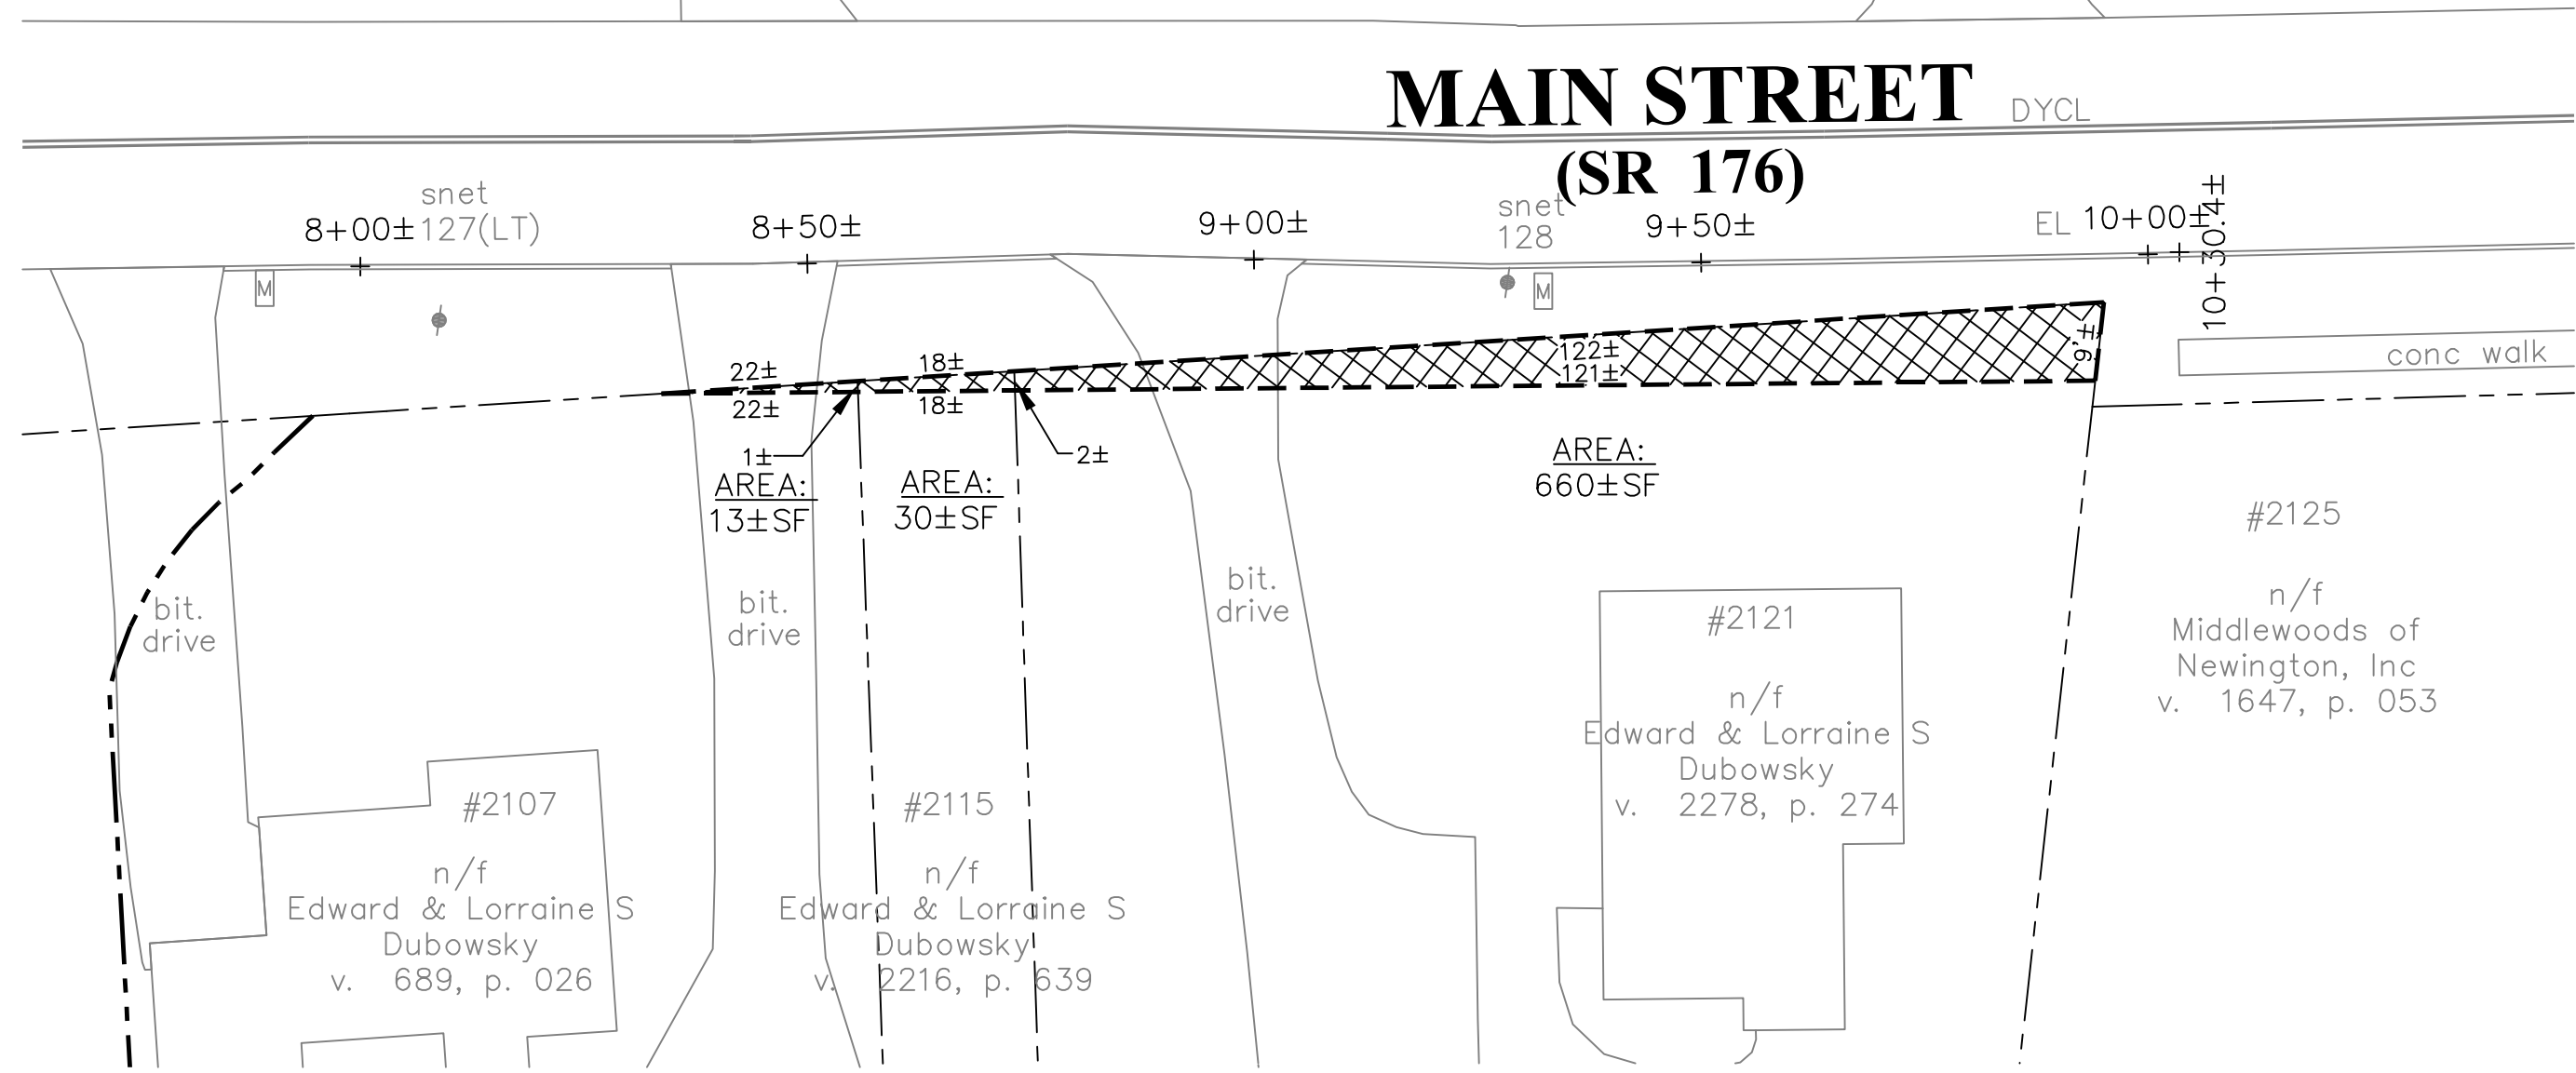 MAIN STREET
DYCL
(SR 176)
snet
127(LT)
8+00±
8+50±
9+00±
snet
128
9+50±
EL
10+00±
10+30.4±
M
M
22±
18±
122±
121±
9'±
22±
18±
1±
2±
conc walk
AREA:
13±SF
AREA:
30±SF
AREA:
660±SF
bit.
drive
bit.
drive
bit.
drive
#2107
n/f
Edward & Lorraine S
Dubowsky
v. 689, p. 026
#2115
n/f
Edward & Lorraine S
Dubowsky
v. 2216, p. 639
#2121
n/f
Edward & Lorraine S
Dubowsky
v. 2278, p. 274
#2125
n/f
Middlewoods of
Newington, Inc
v. 1647, p. 053